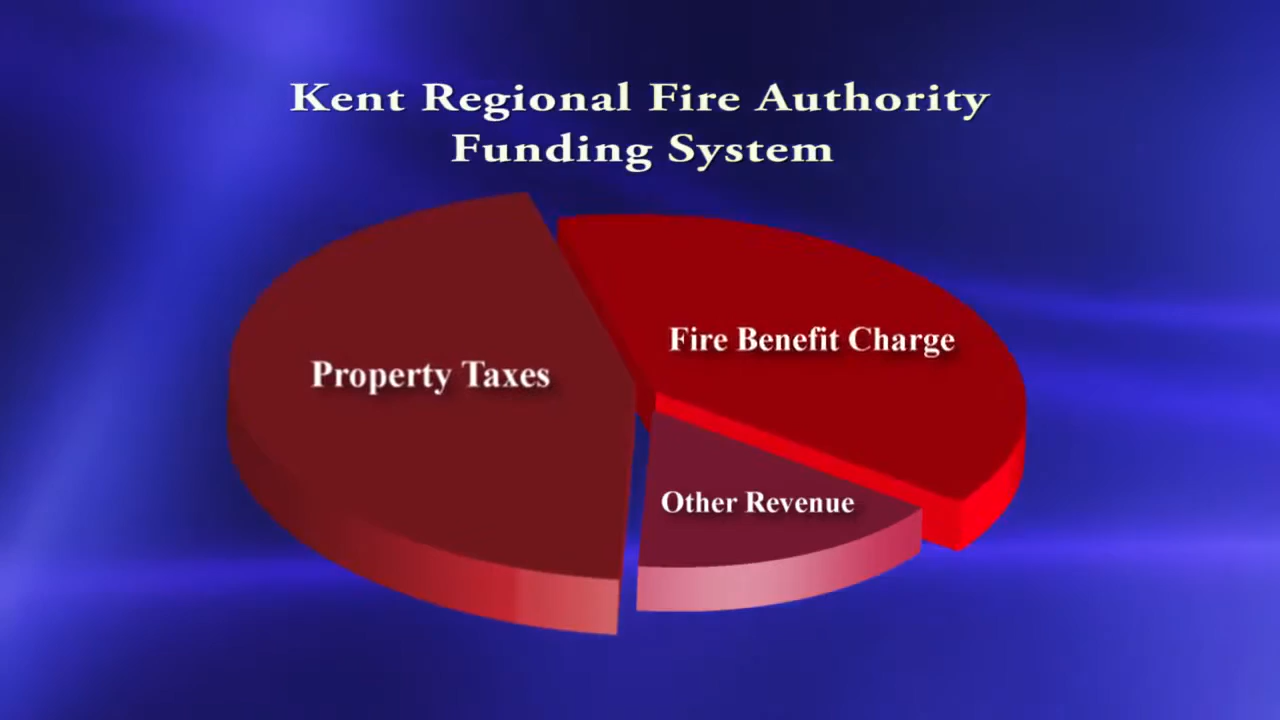 Kent Regional Fire Authority
Funding System
Fire Benefit Charge
Property Taxes
Other Revenue